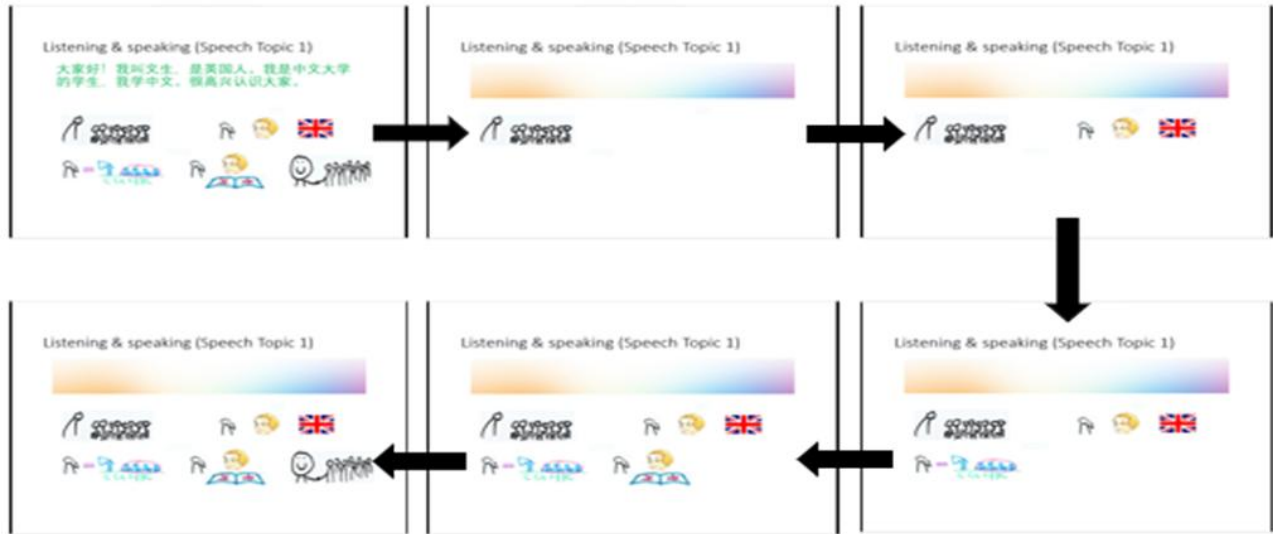 Listening & speaking (Speech Topic 1)
大家好！我叫文生，是英国人。我是中文大学
的学生，我学中文。很高兴认识大家。
Listening & speaking (Speech Topic 1)
Listening & speaking (Speech Topic 1)
Listening & speaking (Speech Topic 1)
Listening & speaking (Speech Topic 1)
Listening & speaking (Speech Topic 1)